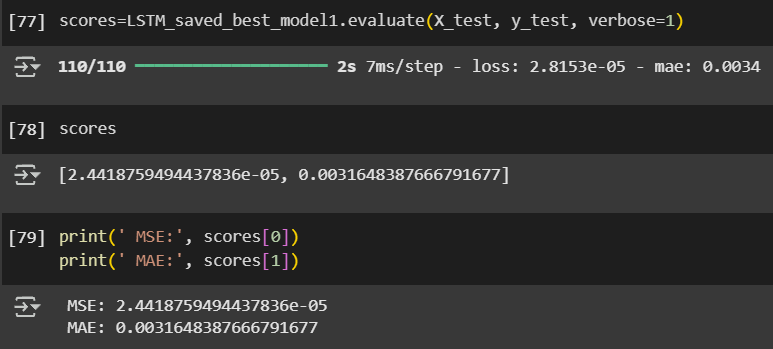 [77] scores=LSTM_saved_best_model1.evaluate(X_test, y_test, verbose=1)
110/110 ━━━━━━━━━━━━━━━━━━━━ 2s 7ms/step - loss: 2.8153e-05 - mae: 0.0034
[78] scores
[2.4418759494437836e-05, 0.0031648387666791677]
[79] print(' MSE:', scores[0])
print(' MAE:', scores[1])
MSE: 2.4418759494437836e-05
MAE: 0.0031648387666791677